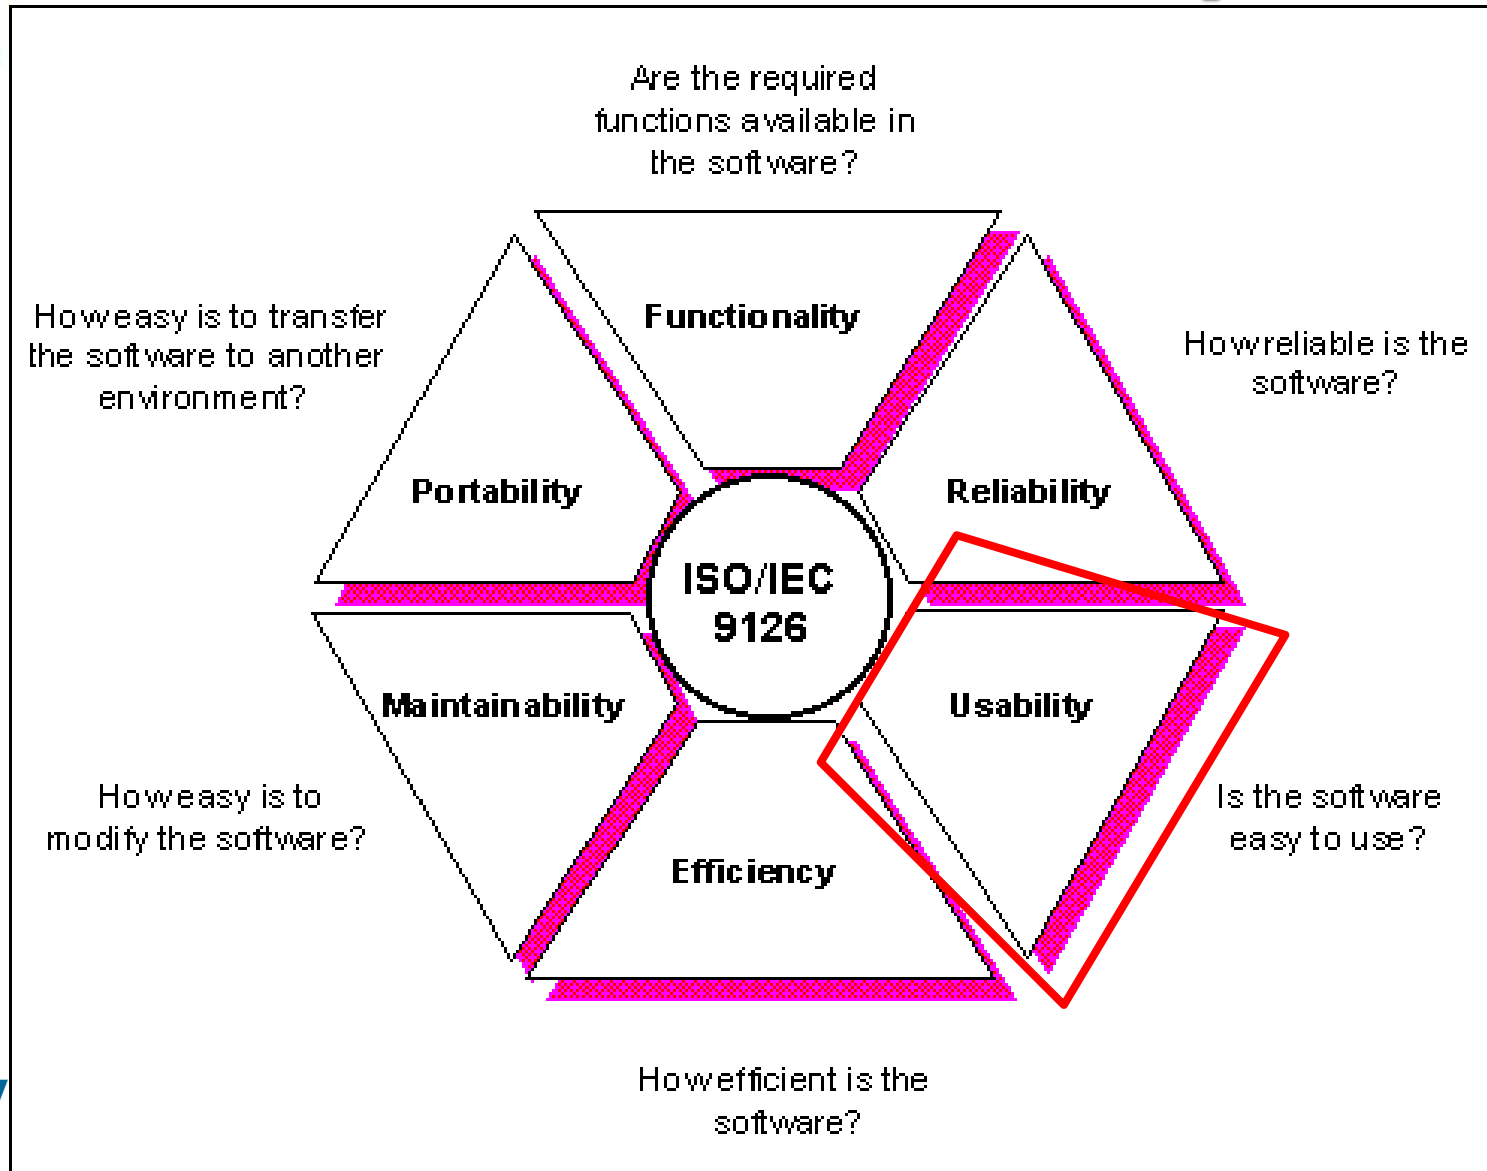 Are the required
functions available in
the software?
How easy is to transfer
the software to another
environment?
Functionality
How reliable is the
software?
Portability
Reliability
ISO/IEC
9126
Maintainability
Usability
How easy is to
modify the software?
Is the software
easy to use?
Efficiency
How efficient is the
software?